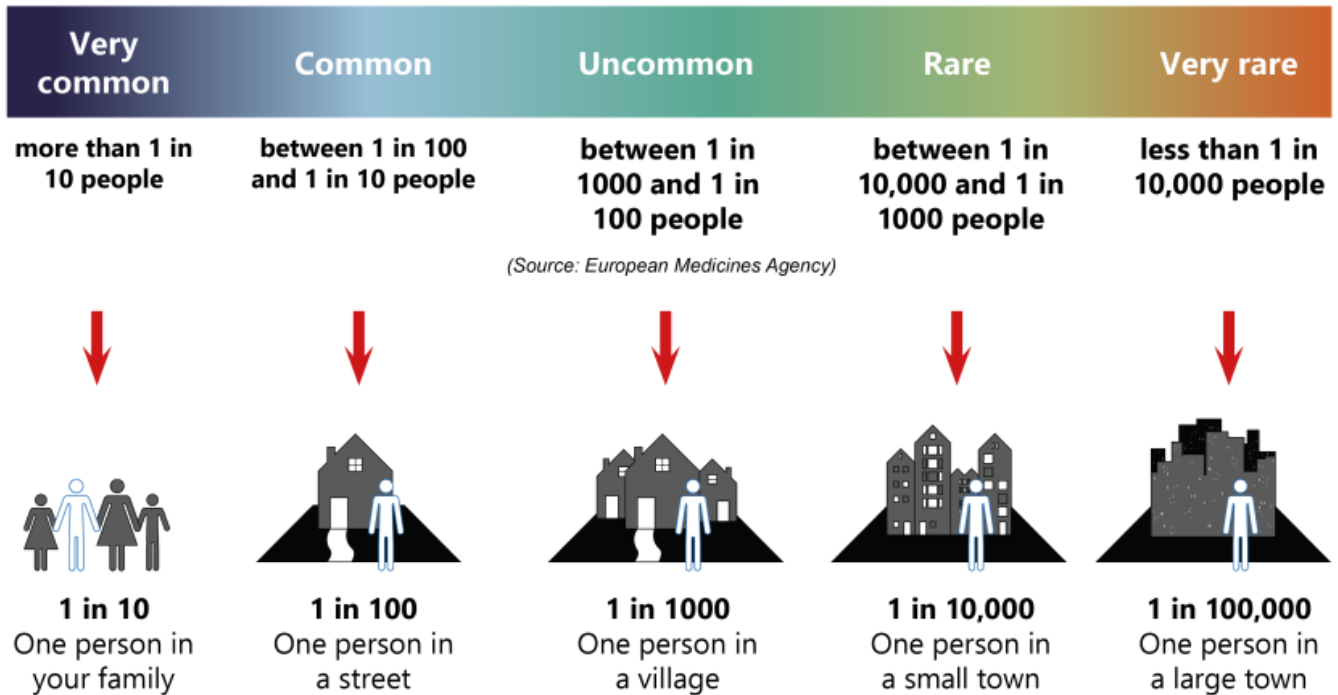 Very
common
Common
Uncommon
Rare
Very rare
more than 1 in
10 people
between 1 in 100
and 1 in 10 people
between 1 in
1000 and 1 in
100 people
between 1 in
10,000 and 1 in
1000 people
less than 1 in
10,000 people
(Source: European Medicines Agency)
1 in 10
One person in
your family
1 in 100
One person in
a street
1 in 1000
One person in
a village
1 in 10,000
One person in
a small town
1 in 100,000
One person in
a large town